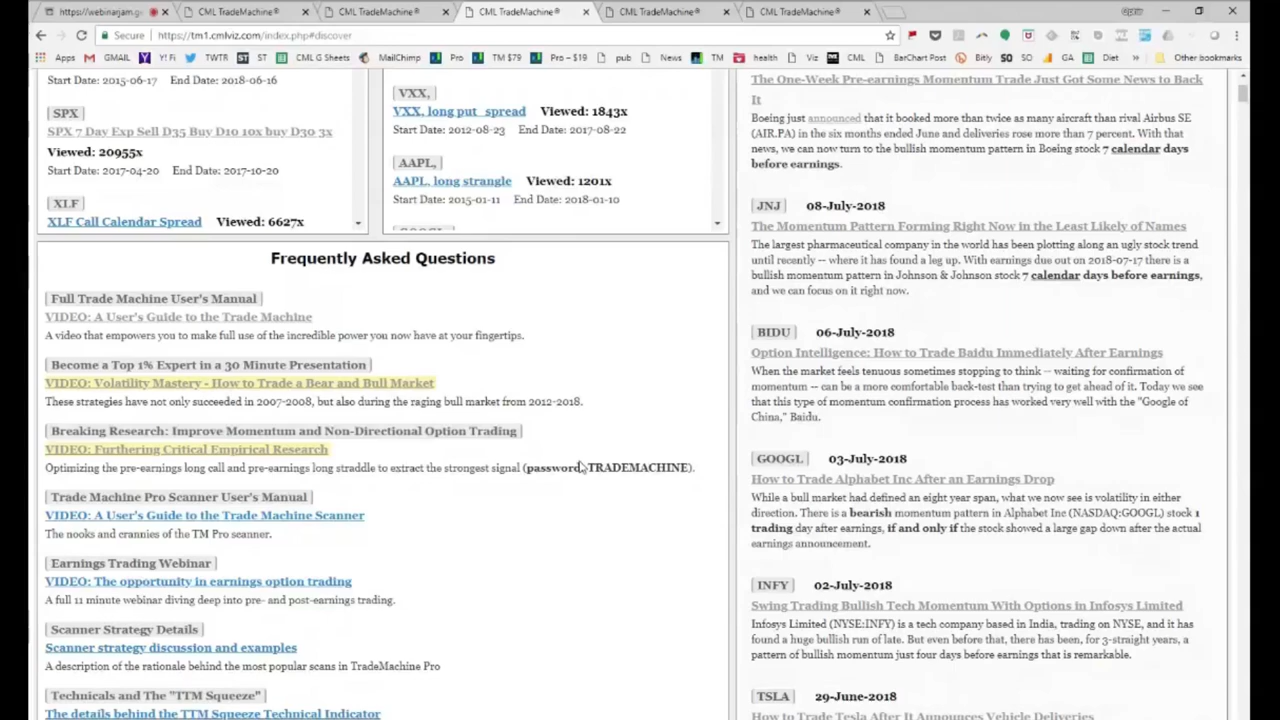 https://webinarjam.g
CML TradeMachine®
CML TradeMachine®
CML TradeMachine®
CML TradeMachine®
CML TradeMachine®
Secure
https://tm1.cmlviz.com/index.php#discover
Apps
GMAIL
Y! Fi
TWTR
ST
CML G Sheets
MailChimp
Pro
TM $79
Pro – $19
pub
News
TM
health
Viz
CML
BarChart Post
Bitly
SO
GA
Diet
Other bookmarks
Start Date: 2015-06-17 End Date: 2018-06-16
SPX
SPX 7 Day Exp Sell D35 Buy D10 10x buy D30 3x
Viewed: 20955x
Start Date: 2017-04-20 End Date: 2017-10-20
XLF
XLF Call Calendar Spread Viewed: 6627x
VXX,
VXX, long put_spread Viewed: 1843x
Start Date: 2012-08-23 End Date: 2017-08-22
AAPL,
AAPL, long strangle Viewed: 1201x
Start Date: 2015-01-11 End Date: 2018-01-10
Frequently Asked Questions
Full Trade Machine User's Manual
VIDEO: A User's Guide to the Trade Machine
A video that empowers you to make full use of the incredible power you now have at your fingertips.
Become a Top 1% Expert in a 30 Minute Presentation
VIDEO: Volatility Mastery - How to Trade a Bear and Bull Market
These strategies have not only succeeded in 2007-2008, but also during the raging bull market from 2012-2018.
Breaking Research: Improve Momentum and Non-Directional Option Trading
VIDEO: Furthering Critical Empirical Research
Optimizing the pre-earnings long call and pre-earnings long straddle to extract the strongest signal (password TRADEMACHINE).
Trade Machine Pro Scanner User's Manual
VIDEO: A User's Guide to the Trade Machine Scanner
The nooks and crannies of the TM Pro scanner.
Earnings Trading Webinar
VIDEO: The opportunity in earnings option trading
A full 11 minute webinar diving deep into pre- and post-earnings trading.
Scanner Strategy Details
Scanner strategy discussion and examples
A description of the rationale behind the most popular scans in TradeMachine Pro
Technicals and The "TTM Squeeze"
The details behind the TTM Squeeze Technical Indicator
The One-Week Pre-earnings Momentum Trade Just Got Some News to Back
It
Boeing just announced that it booked more than twice as many aircraft than rival Airbus SE
(AIR.PA) in the six months ended June and deliveries rose more than 7 percent. With that
news, we can now turn to the bullish momentum pattern in Boeing stock 7 calendar days
before earnings.
JNJ 08-July-2018
The Momentum Pattern Forming Right Now in the Least Likely of Names
The largest pharmaceutical company in the world has been plotting along an ugly stock trend
until recently -- where it has found a leg up. With earnings due out on 2018-07-17 there is a
bullish momentum pattern in Johnson & Johnson stock 7 calendar days before earnings,
and we can focus on it right now.
BIDU 06-July-2018
Option Intelligence: How to Trade Baidu Immediately After Earnings
When the market feels tenuous sometimes stopping to think -- waiting for confirmation of
momentum -- can be a more comfortable back-test than trying to get ahead of it. Today we see
that this type of momentum confirmation process has worked very well with the "Google of
China," Baidu.
GOOGL 03-July-2018
How to Trade Alphabet Inc After an Earnings Drop
While a bull market had defined an eight year span, what we now see is volatility in either
direction. There is a bearish momentum pattern in Alphabet Inc (NASDAQ:GOOGL) stock 1
trading day after earnings, if and only if the stock showed a large gap down after the actual
earnings announcement.
INFY 02-July-2018
Swing Trading Bullish Tech Momentum With Options in Infosys Limited
Infosys Limited (NYSE:INFY) is a tech company based in India, trading on NYSE, and it has
found a huge bullish run of late. But even before that, there has been, for 3-straight years, a
pattern of bullish momentum just four days before earnings that is remarkable.
TSLA 29-June-2018
How to Trade Tesla After It Announces Vehicle Deliveries